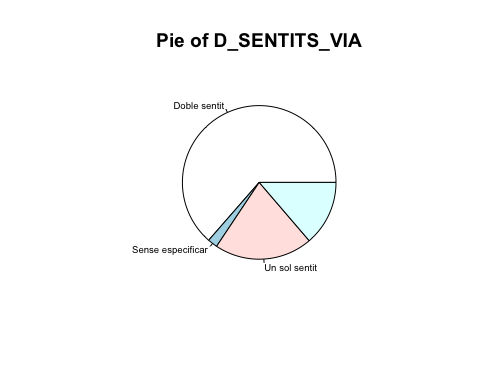 Pie of D_SENTITS_VIA
Doble sentit
Sense especificar
Un sol sentit